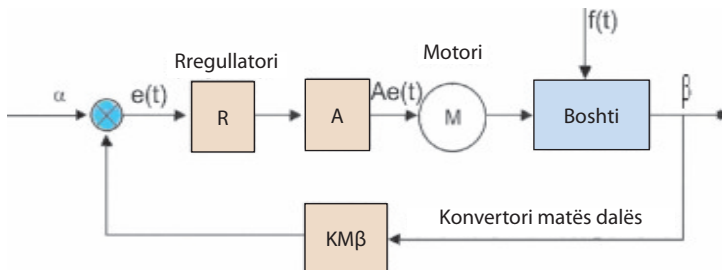 f(t)
Rregullatori
Motori
α
e(t)
R
A
Ae(t)
M
Boshti
β
Konvertori matës dalës
KMβ